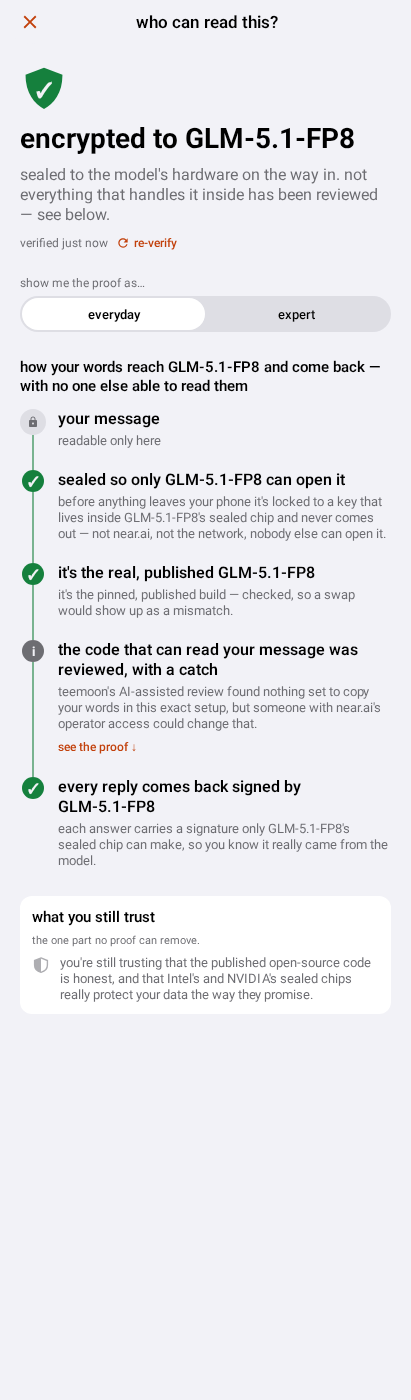 who can read this?
encrypted to GLM-5.1-FP8
sealed to the model's hardware on the way in. not
everything that handles it inside has been reviewed
— see below.
verified just now re-verify
show me the proof as…
everyday expert
how your words reach GLM-5.1-FP8 and come back —
with no one else able to read them
your message
readable only here
sealed so only GLM-5.1-FP8 can open it
before anything leaves your phone it's locked to a key that
lives inside GLM-5.1-FP8's sealed chip and never comes
out — not near.ai, not the network, nobody else can open it.
it's the real, published GLM-5.1-FP8
it's the pinned, published build — checked, so a swap
would show up as a mismatch.
the code that can read your message was
reviewed, with a catch
teemoon's AI-assisted review found nothing set to copy
your words in this exact setup, but someone with near.ai's
operator access could change that.
see the proof ↓
every reply comes back signed by
GLM-5.1-FP8
each answer carries a signature only GLM-5.1-FP8's
sealed chip can make, so you know it really came from the
model.
what you still trust
the one part no proof can remove.
you're still trusting that the published open-source code
is honest, and that Intel's and NVIDIA's sealed chips
really protect your data the way they promise.